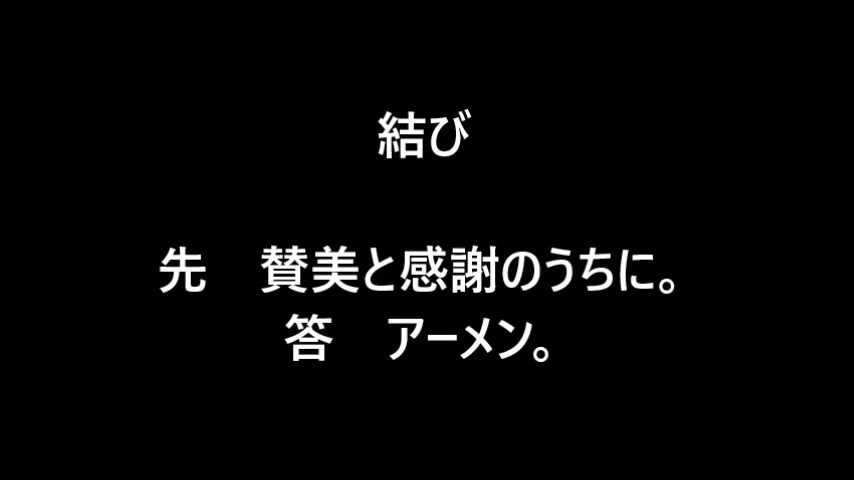 結び
先　賛美と感謝のうちに。
答　アーメン。